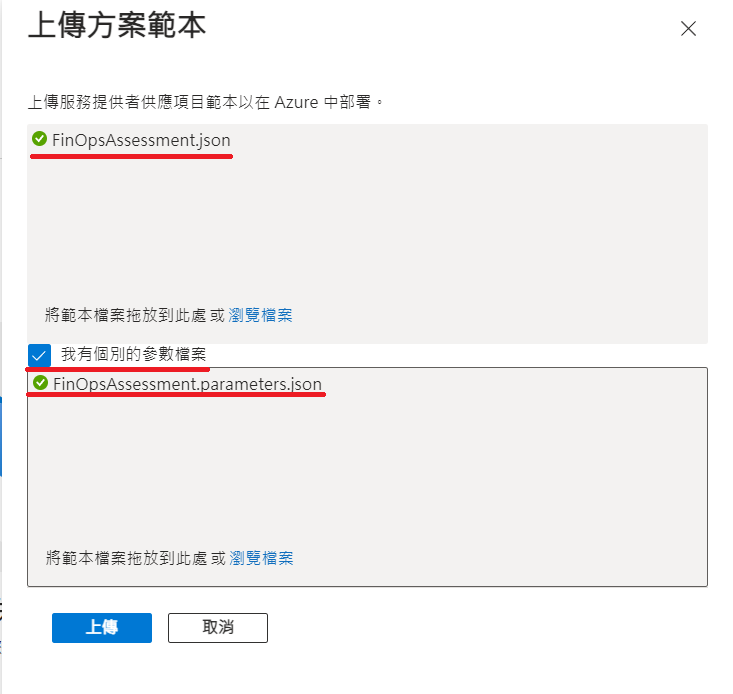 上傳方案範本
上傳服務提供者供應項目範本以在 Azure 中部署。
FinOpsAssessment.json
將範本檔案拖放到此處 或 瀏覽檔案
我有個別的參數檔案
FinOpsAssessment.parameters.json
將範本檔案拖放到此處 或 瀏覽檔案
上傳 取消